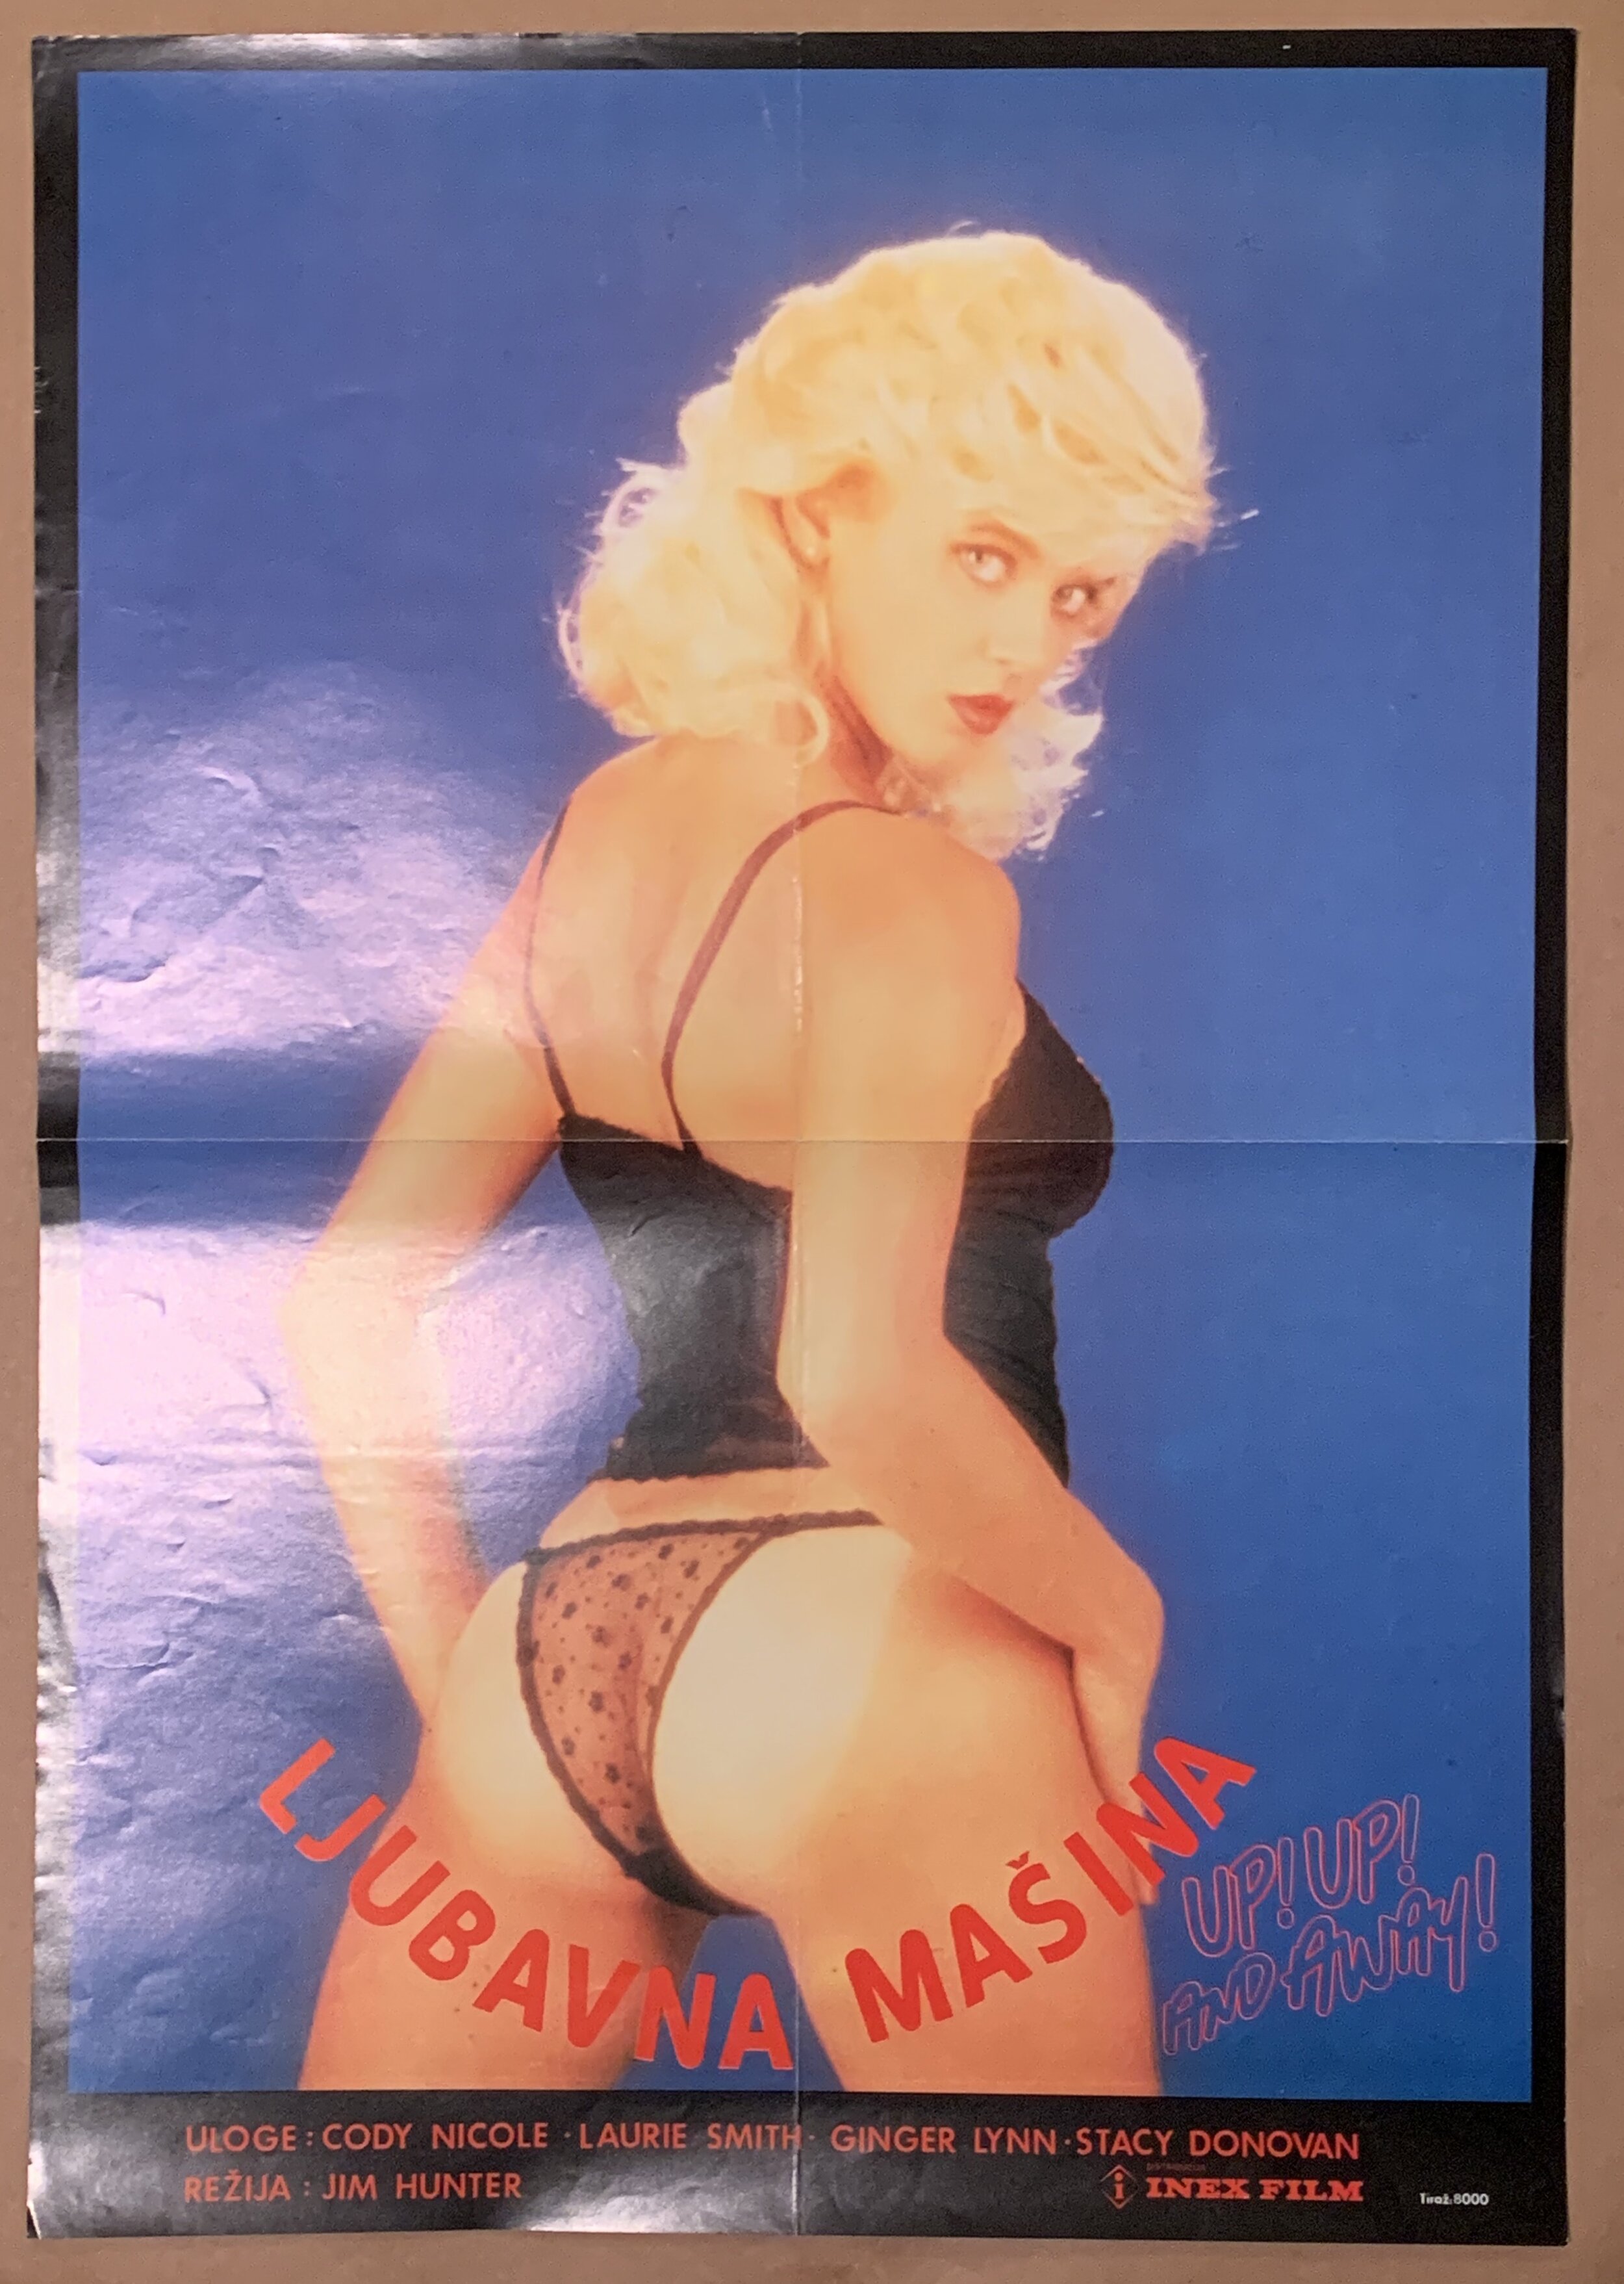 LJUBAVNA MAŠINA
UP! UP!
AND AWAY!
ULOGE : CODY NICOLE · LAURIE SMITH · GINGER LYNN · STACY DONOVAN
REŽIJA : JIM HUNTER
DISTRIBUCIJA
i INEX FILM
Tiraž: 8000